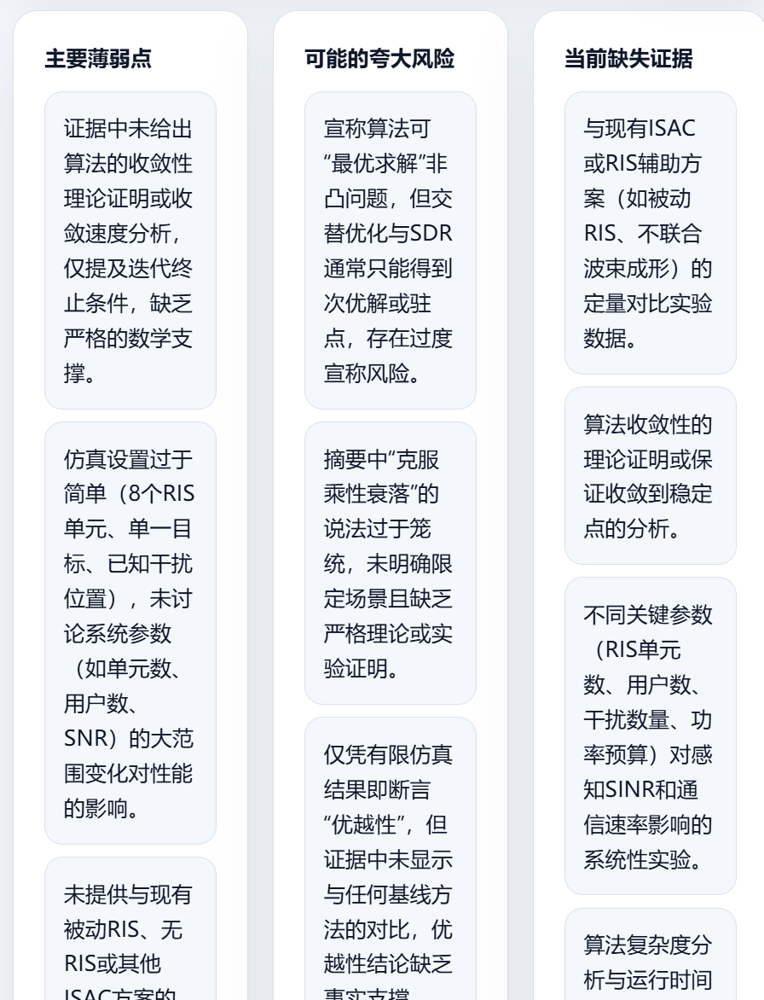 主要薄弱点
证据中未给出
算法的收敛性
理论证明或收
敛速度分析，
仅提及迭代终
止条件，缺乏
严格的数学支
撑。
仿真设置过于
简单（8个RIS
单元、单一目
标、已知干扰
位置），未讨
论系统参数
（如单元数、
用户数、
SNR）的大范
围变化对性能
的影响。
未提供与现有
被动RIS、无
RIS或其他
ISAC方案的
可能的夸大风险
宣称算法可
“最优求解”非
凸问题，但交
替优化与SDR
通常只能得到
次优解或驻
点，存在过度
宣称风险。
摘要中“克服
乘性衰落”的
说法过于笼
统，未明确限
定场景且缺乏
严格理论或实
验证明。
仅凭有限仿真
结果即断言
“优越性”，但
证据中未显示
与任何基线方
法的对比，优
越性结论缺乏
事实支撑
当前缺失证据
与现有ISAC
或RIS辅助方
案（如被动
RIS、不联合
波束成形）的
定量对比实验
数据。
算法收敛性的
理论证明或保
证收敛到稳定
点的分析。
不同关键参数
（RIS单元
数、用户数、
干扰数量、功
率预算）对感
知SINR和通
信速率影响的
系统性实验。
算法复杂度分
析与运行时间